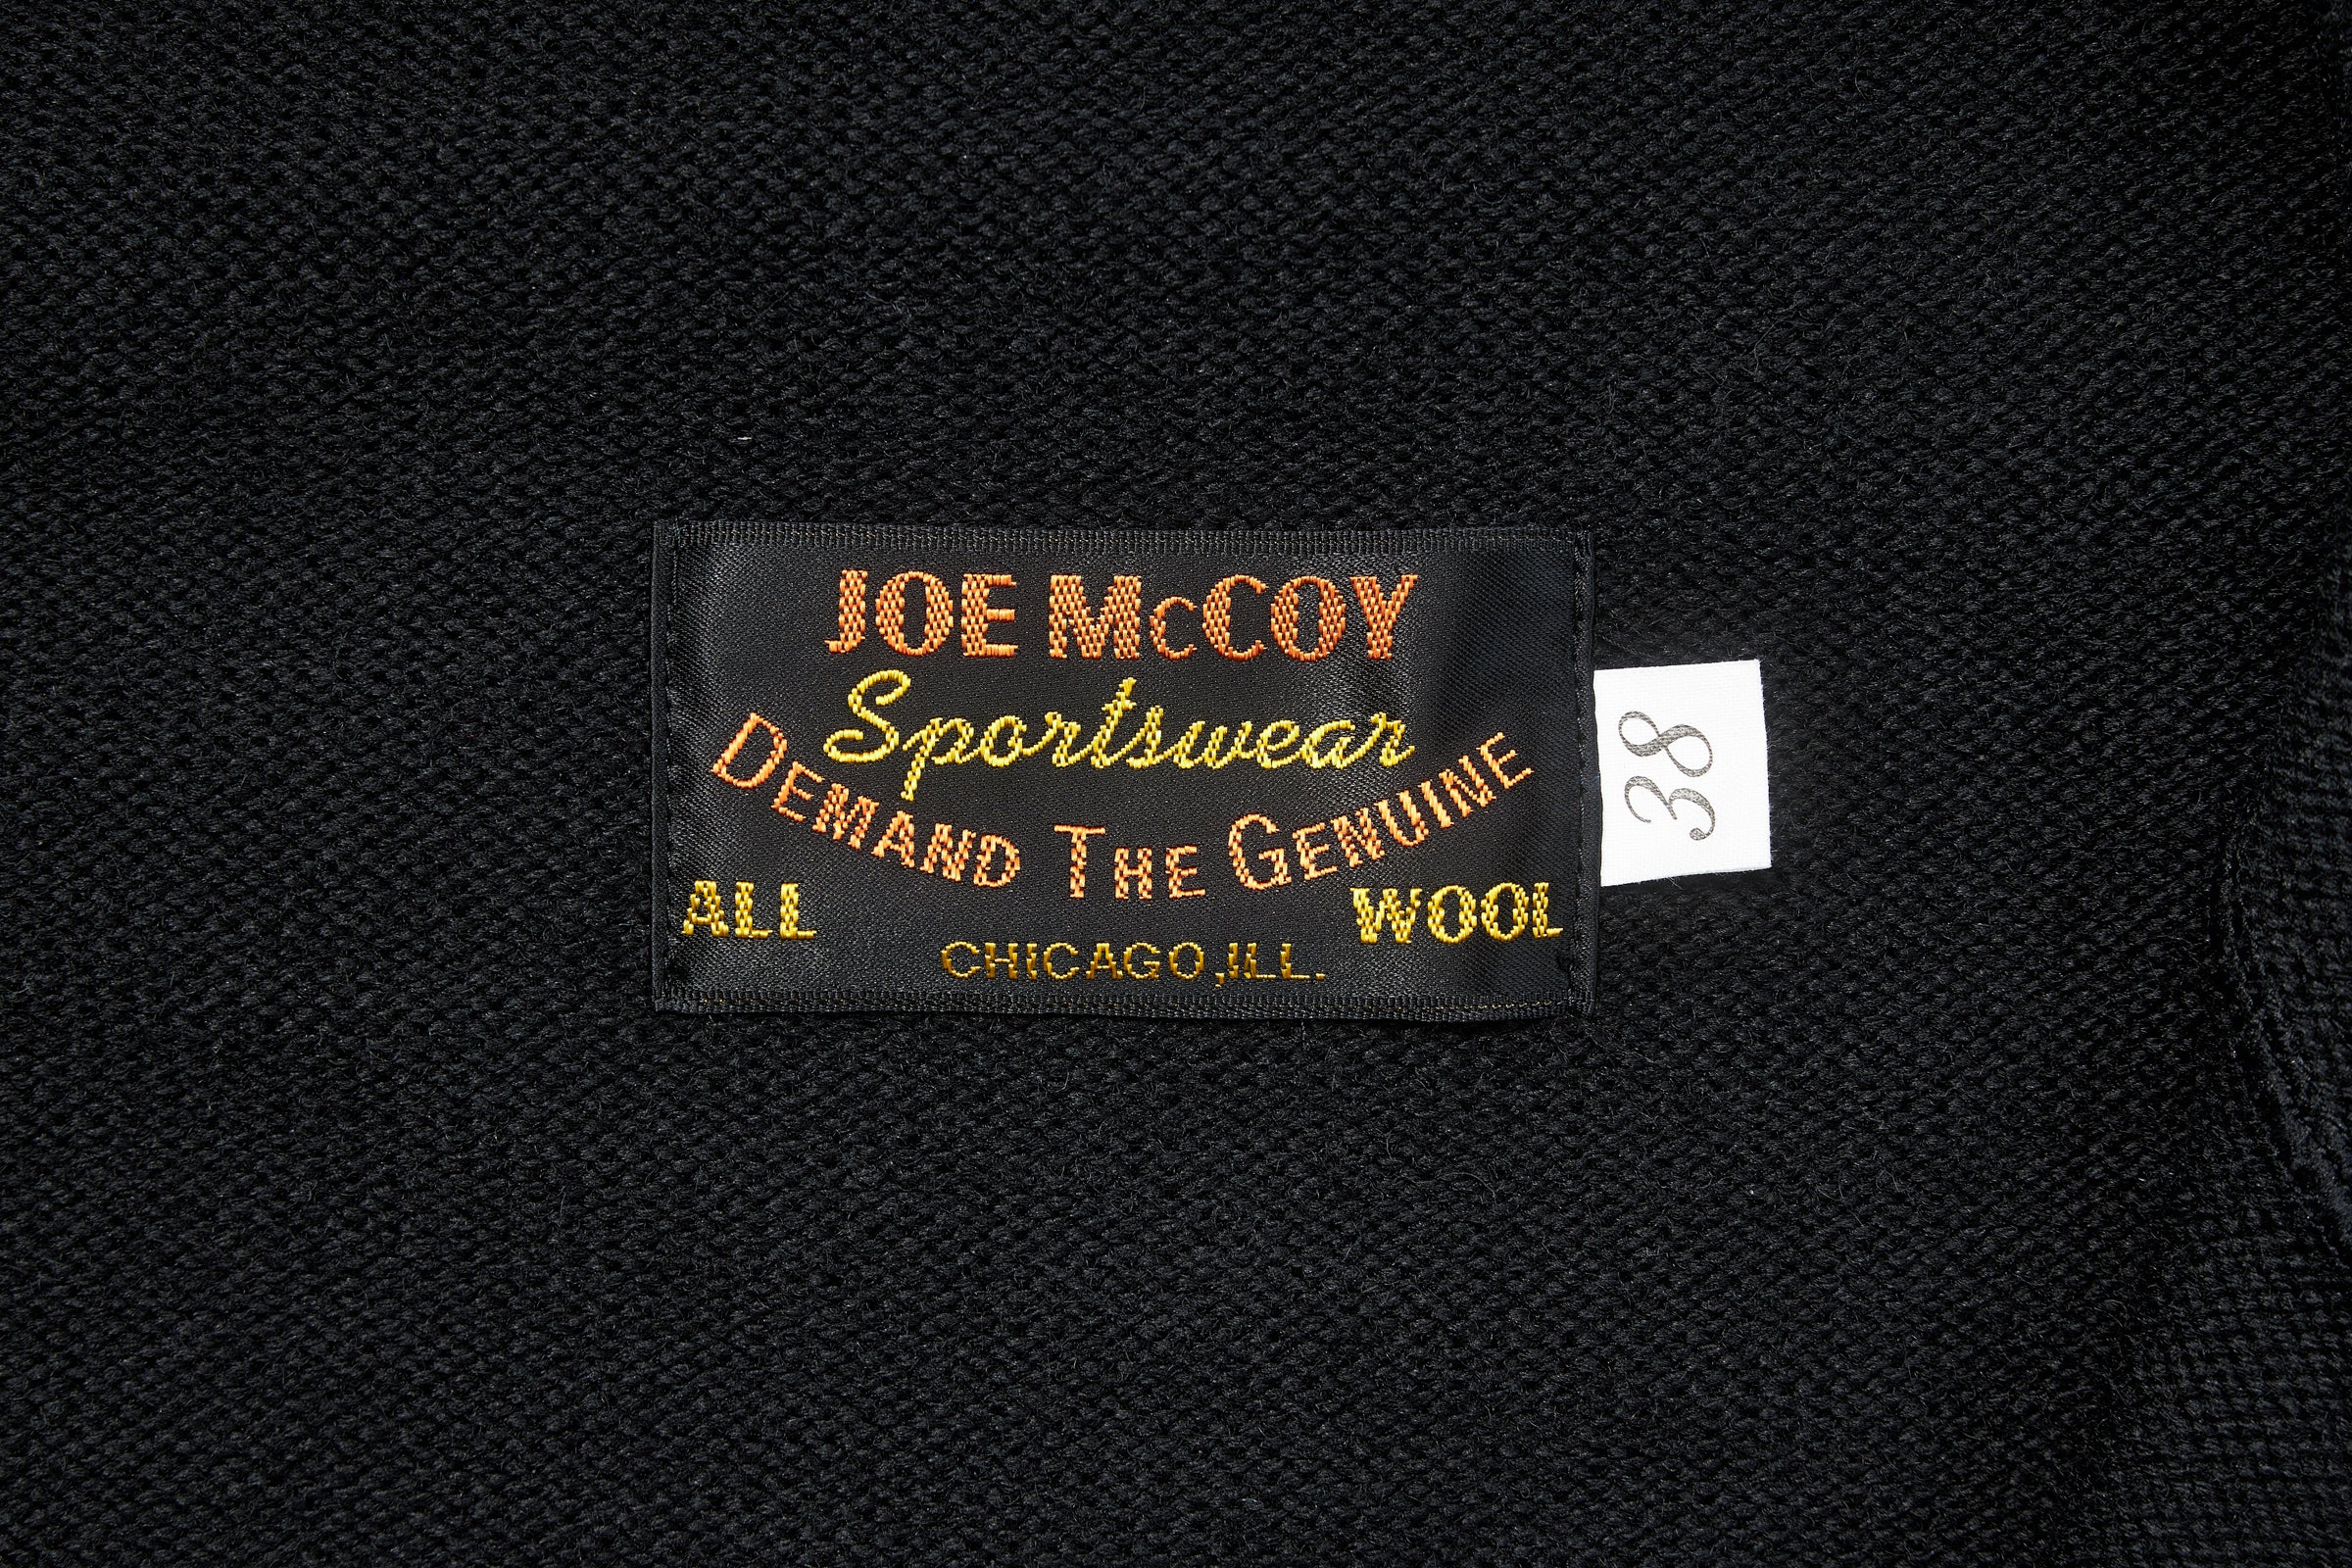 JOE McCOY
Sportswear
DEMAND THE GENUINE
ALL WOOL
CHICAGO,ILL.
38